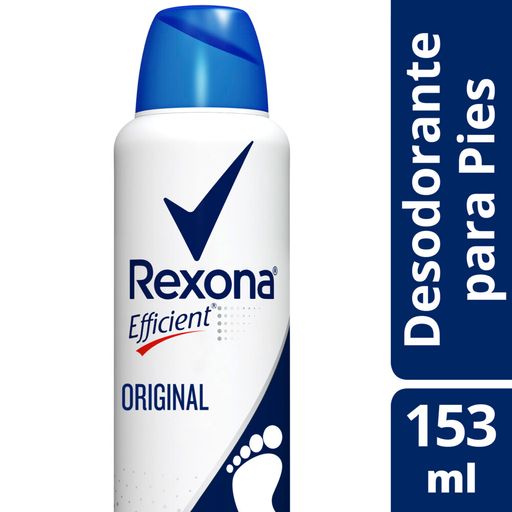 Rexona®
Efficient®
ORIGINAL
Desodorante
para Pies
153
ml